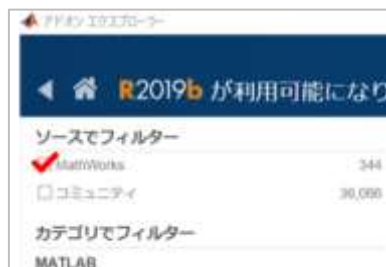 アドオン エクスプローラー
R2019b が利用可能になり
ソースでフィルター
MathWorks 344
コミュニティ 36,066
カテゴリでフィルター
MATLAB